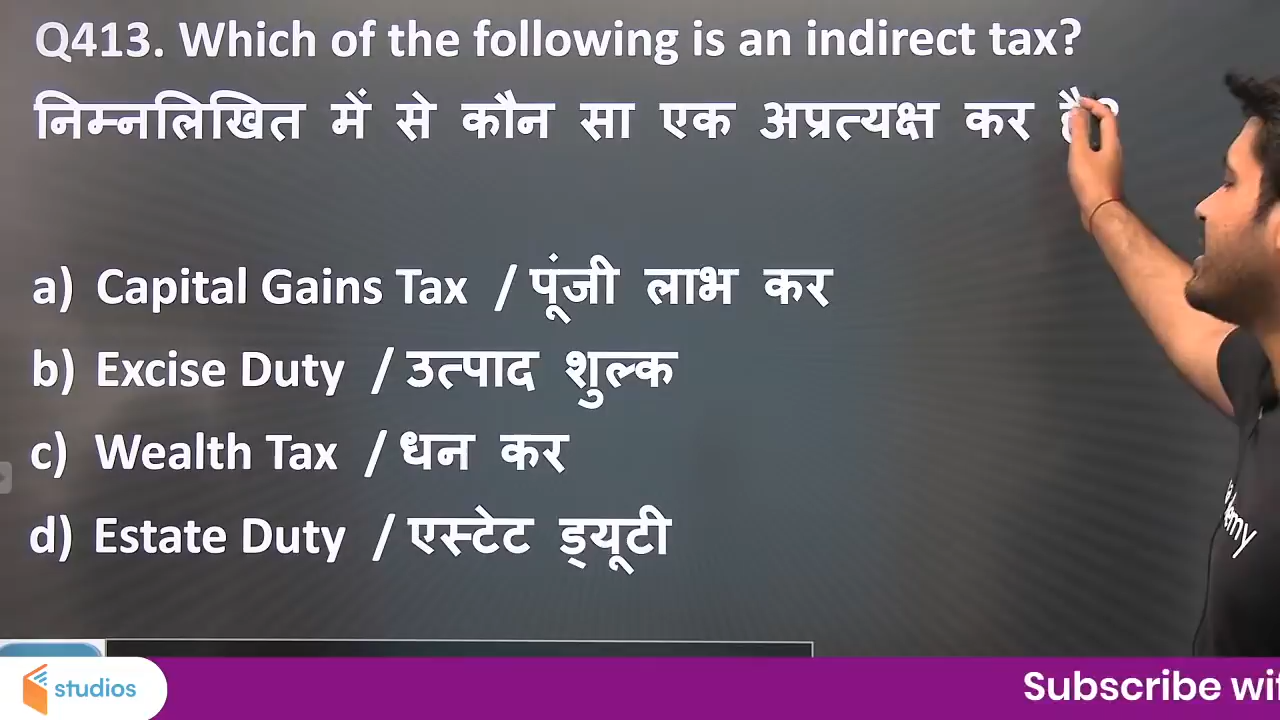 Q413. Which of the following is an indirect tax?
निम्नलिखित में से कौन सा एक अप्रत्यक्ष कर है?
a) Capital Gains Tax / पूंजी लाभ कर
b) Excise Duty / उत्पाद शुल्क
c) Wealth Tax / धन कर
d) Estate Duty / एस्टेट ड्यूटी
studios
Subscribe